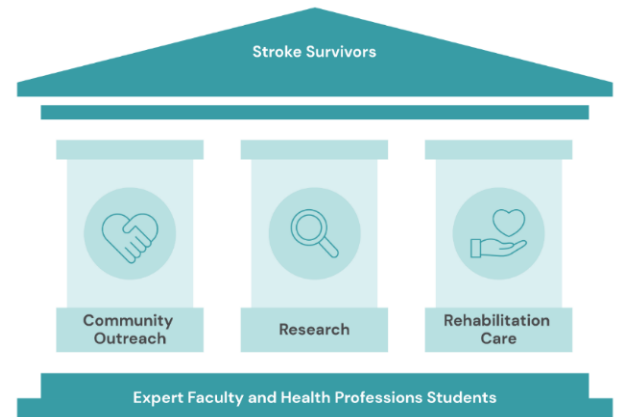 Stroke Survivors
Community
Outreach
Research
Rehabilitation
Care
Expert Faculty and Health Professions Students